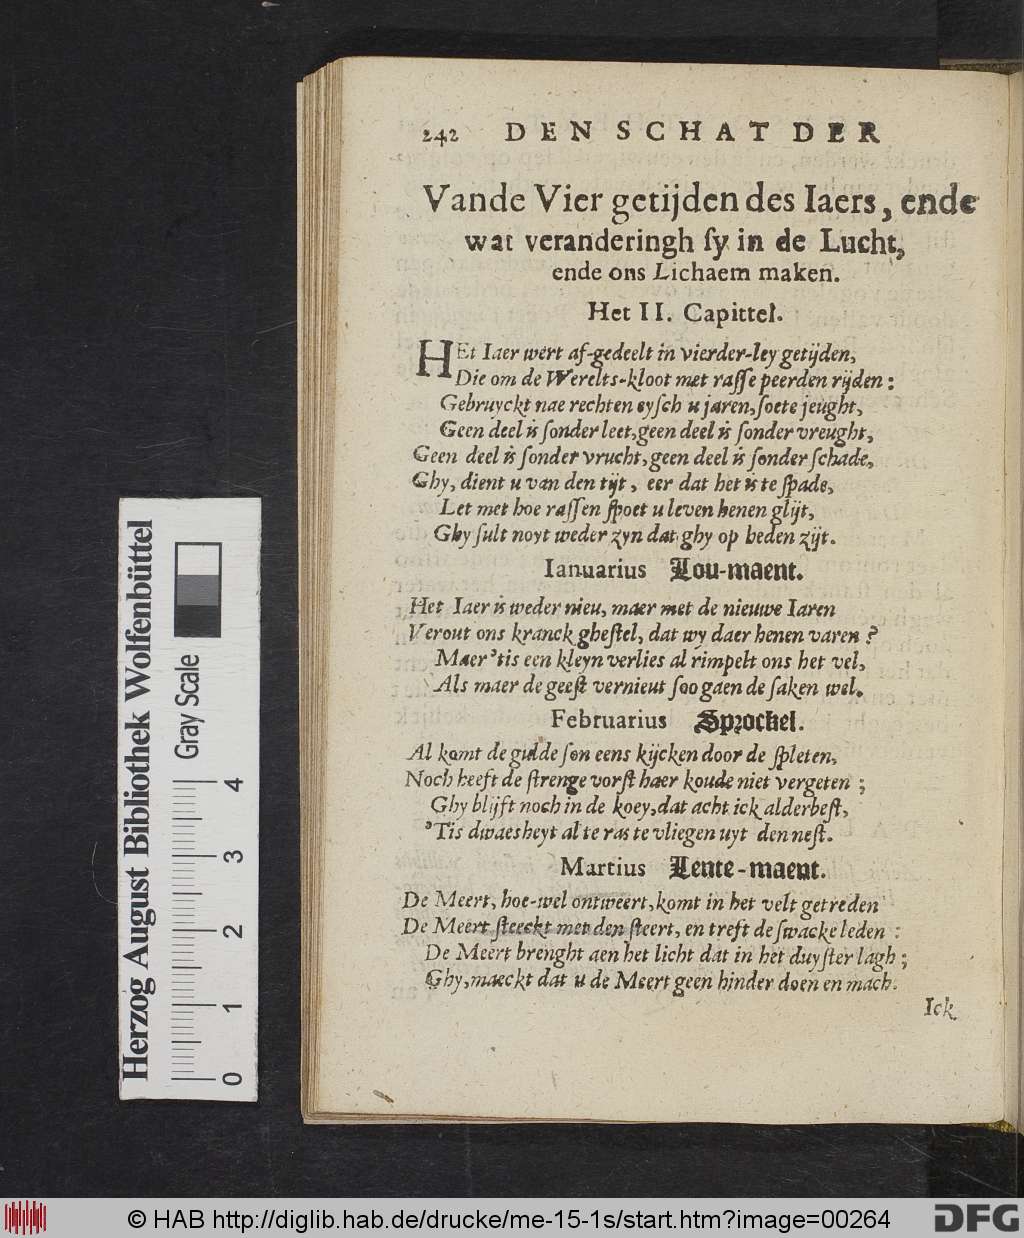 242 DEN SCHAT DER
Vande Vier getijden des Iaers, ende
wat veranderingh ſy in de Lucht,
ende ons Lichaem maken.
Het II. Capittel.
HEt Iaer wert af-gedeelt in vierder-ley getijden,
Die om de Werelts-kloot met raſſe peerden rijden :
Gebruyckt nae rechten eyſch u jaren, ſoete jeught,
Geen deel is ſonder leet, geen deel is ſonder vreught,
Geen deel is ſonder vrucht, geen deel is ſonder ſchade,
Ghy, dient u van den tijt, eer dat het is te ſpade,
Let met hoe raſſen ſpoet u leven henen glijt,
Ghy ſult noyt weder zyn dat ghy op heden zijt.
Ianuarius Lou-maent.
Het Iaer is weder nieu, maer met de nieuwe Iaren
Verout ons kranck gheſtel, dat wy daer henen varen ?
Maer 'tis een kleyn verlies al rimpelt ons het vel,
Als maer de geeſt vernieut ſoo gaen de ſaken wel.
Februarius Sprockel.
Al komt de gulde ſon eens kijcken door de ſpleten,
Noch heeft de ſtrenge vorſt haer koude niet vergeten ;
Ghy blijft noch in de koey, dat acht ick alderbeſt,
'Tis dwaesheyt al te ras te vliegen uyt den neſt.
Martius Lente-maent.
De Meert, hoe-wel ontweert, komt in het velt getreden
De Meert ſteeckt met den ſteert, en treft de ſwacke leden :
De Meert brenght aen het licht dat in het duyſter lagh ;
Ghy, maeckt dat u de Meert geen hinder doen en mach.
Ick
Herzog August Bibliothek Wolfenbüttel
Gray Scale
0 1 2 3 4
© HAB http://diglib.hab.de/drucke/me-15-1s/start.htm?image=00264
DFG